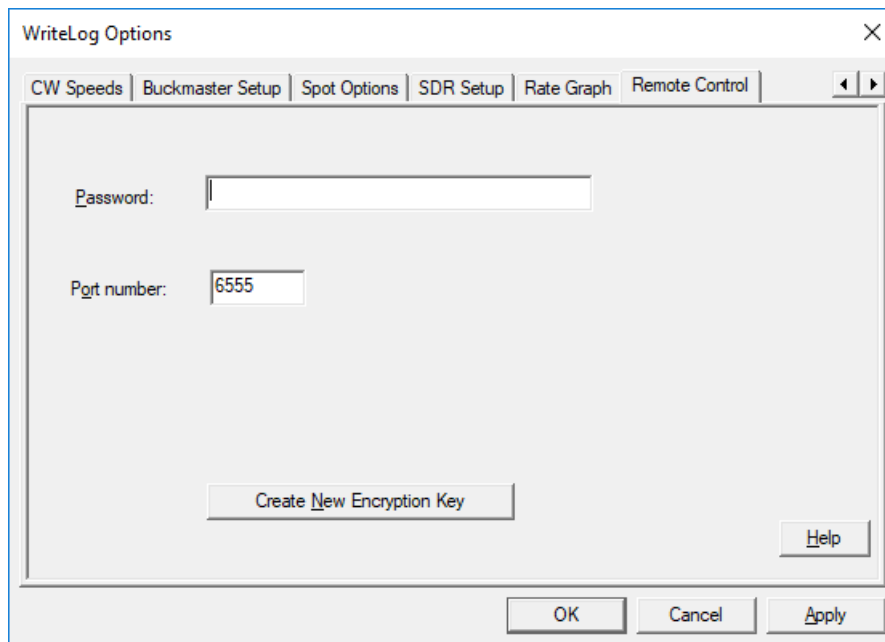 WriteLog Options
CW Speeds Buckmaster Setup Spot Options SDR Setup Rate Graph Remote Control
Password:
Port number: 6555
Create New Encryption Key
Help
OK Cancel Apply